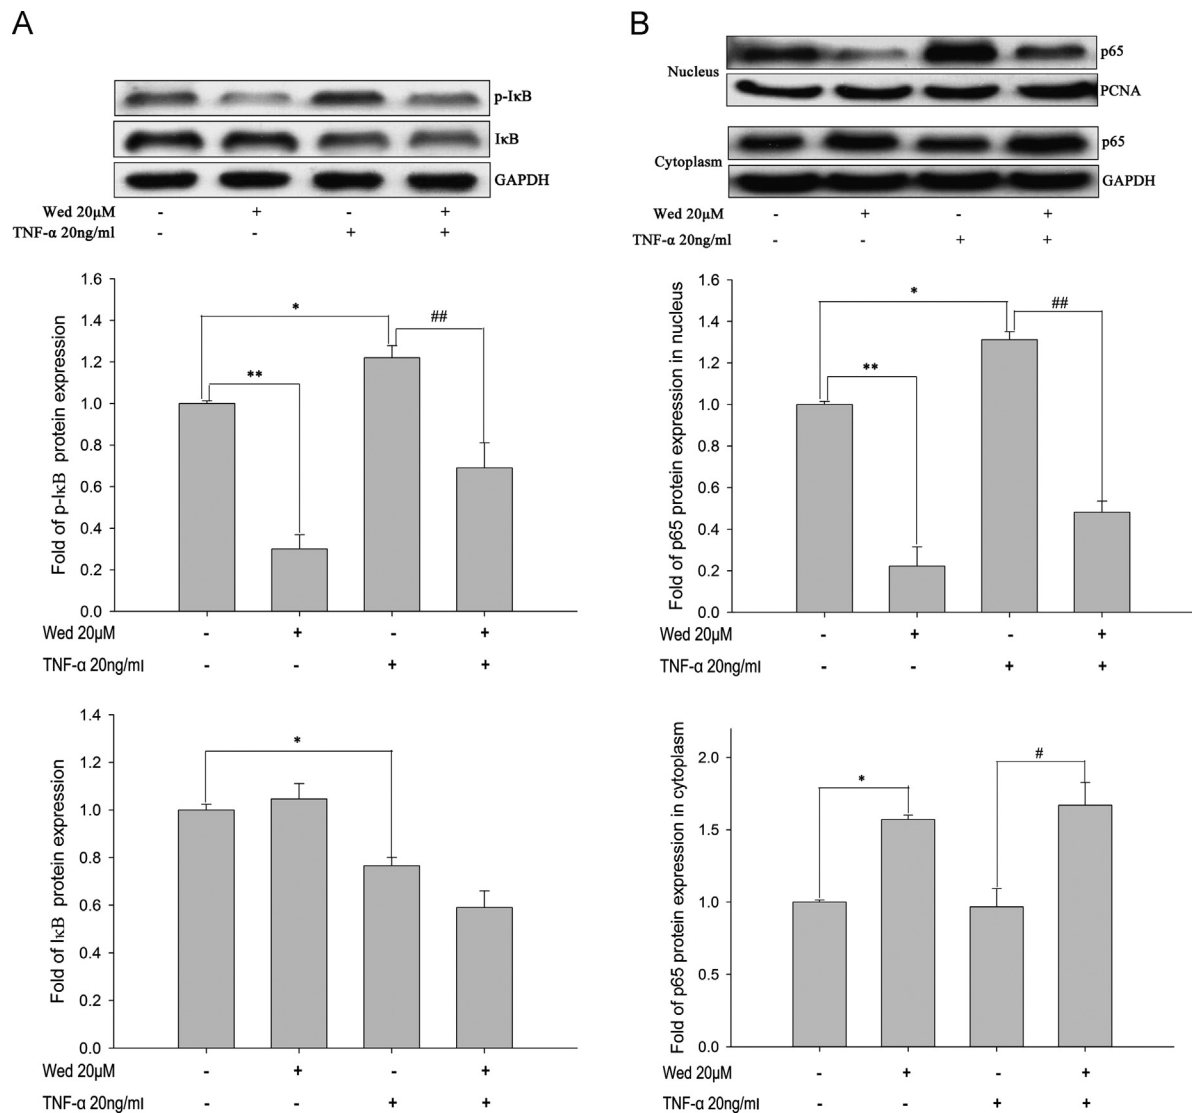 A
p-IκB
IκB
GAPDH
Wed 20μM - + - +
TNF-α 20ng/ml - - + +
Fold of p-IκB protein expression
1.6
1.4
1.2
1.0
0.8
0.6
0.4
0.2
0.0
*
**
##
Wed 20μM - + - +
TNF-α 20ng/ml - - + +
Fold of IκB protein expression
1.4
1.2
1.0
0.8
0.6
0.4
0.2
0.0
*
Wed 20μM - + - +
TNF-α 20ng/ml - - + +
B
Nucleus
p65
PCNA
Cytoplasm
p65
GAPDH
Wed 20μM - + - +
TNF-α 20ng/ml - - + +
Fold of p65 protein expression in nucleus
1.6
1.4
1.2
1.0
0.8
0.6
0.4
0.2
0.0
*
**
##
Wed 20μM - + - +
TNF-α 20ng/ml - - + +
Fold of p65 protein expression in cytoplasm
2.0
1.5
1.0
0.5
0.0
*
#
Wed 20μM - + - +
TNF-α 20ng/ml - - + +